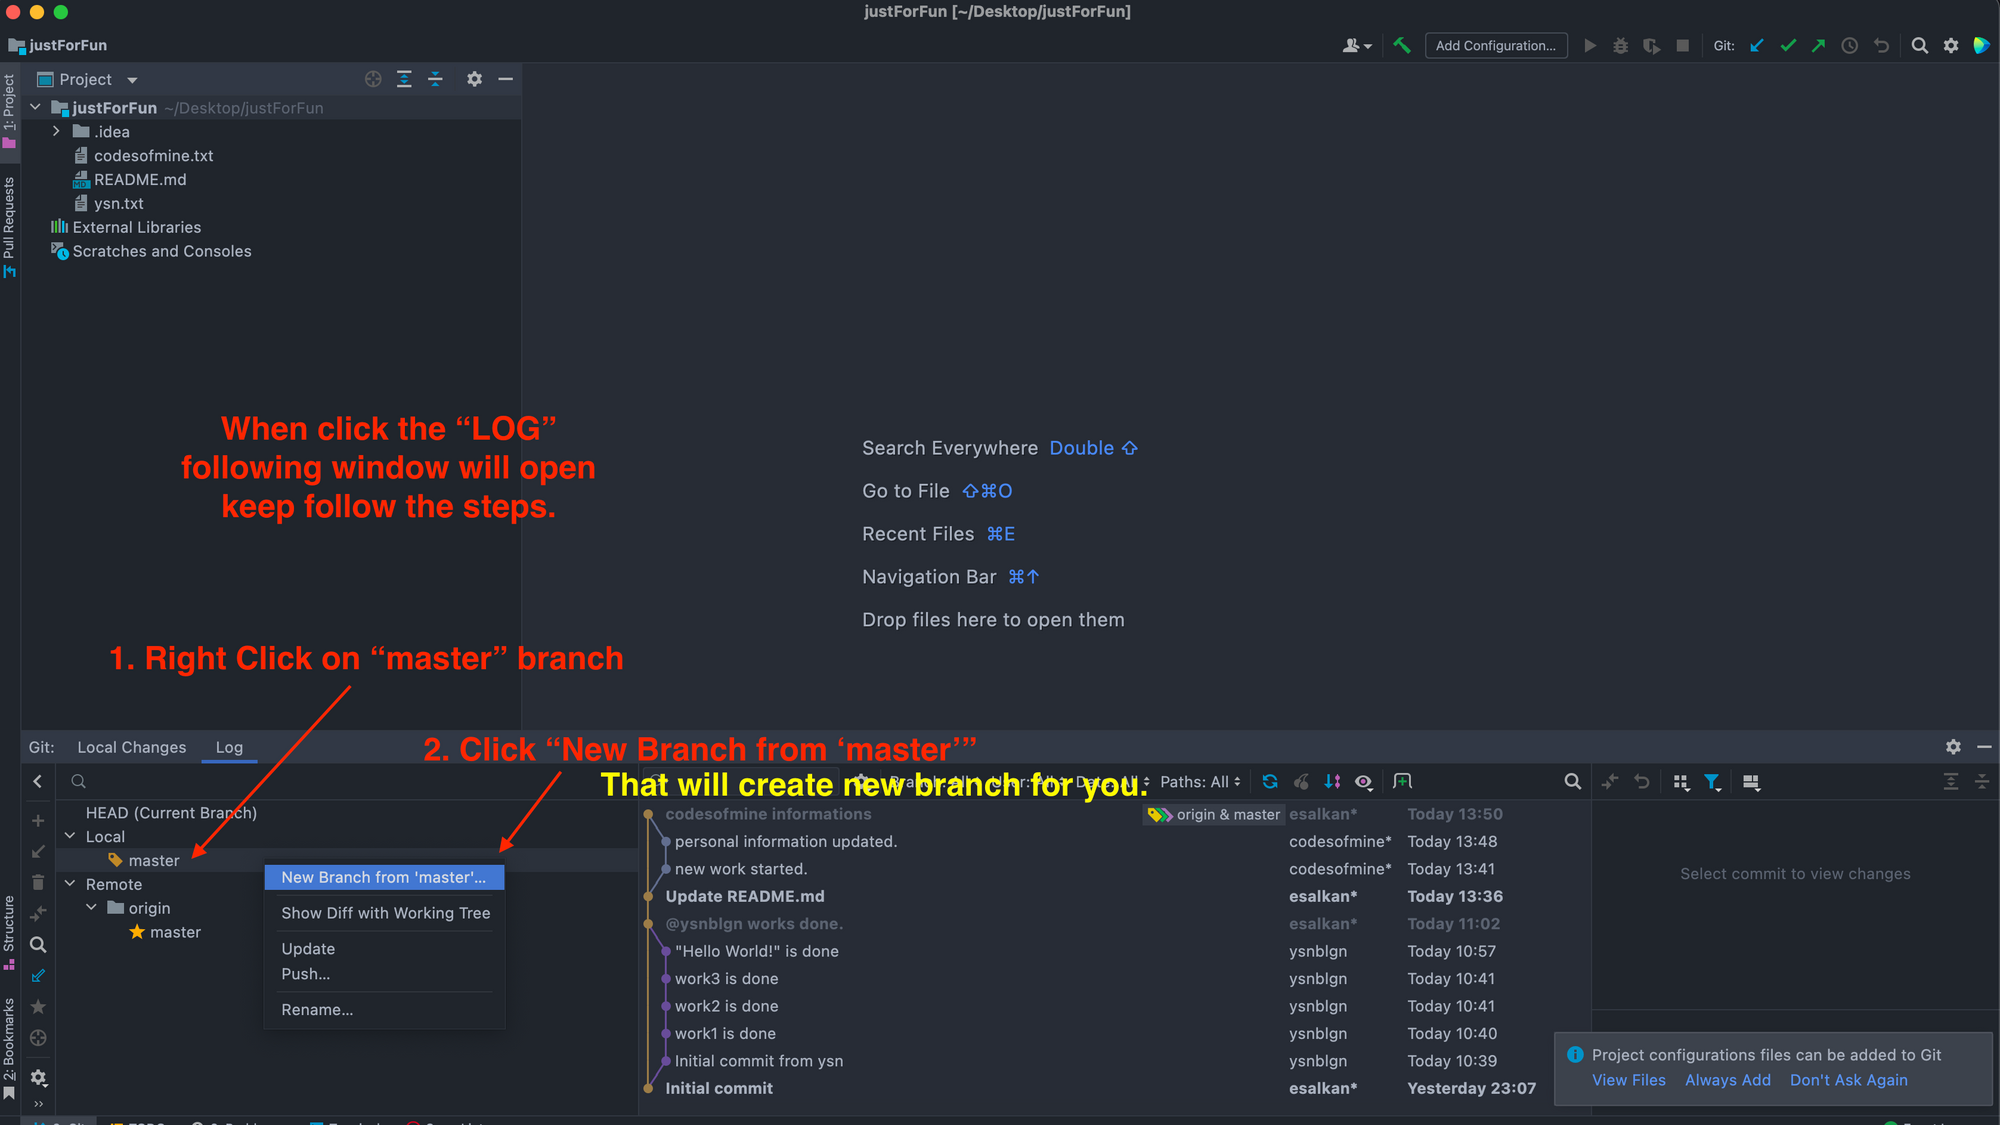 justForFun [~/Desktop/justForFun]
justForFun
Add Configuration...
Git:
Project
1: Project
justForFun ~/Desktop/justForFun
.idea
codesofmine.txt
README.md
ysn.txt
External Libraries
Scratches and Consoles
Pull Requests
When click the “LOG”
following window will open
keep follow the steps.
Search Everywhere Double ⇧
Go to File ⇧⌘O
Recent Files ⌘E
Navigation Bar ⌘↑
Drop files here to open them
1. Right Click on “master” branch
2. Click “New Branch from ‘master’”
That will create new branch for you.
Git: Local Changes Log
Paths: All
HEAD (Current Branch)
Local
master
Remote
origin
master
New Branch from 'master'...
Show Diff with Working Tree
Update
Push...
Rename...
codesofmine informations origin & master esalkan* Today 13:50
personal information updated. codesofmine* Today 13:48
new work started. codesofmine* Today 13:41
Update README.md esalkan* Today 13:36
@ysnblgn works done. esalkan* Today 11:02
"Hello World!" is done ysnblgn Today 10:57
work3 is done ysnblgn Today 10:41
work2 is done ysnblgn Today 10:41
work1 is done ysnblgn Today 10:40
Initial commit from ysn ysnblgn Today 10:39
Initial commit esalkan* Yesterday 23:07
Select commit to view changes
Project configurations files can be added to Git
View Files Always Add Don't Ask Again
Structure
2: Bookmarks